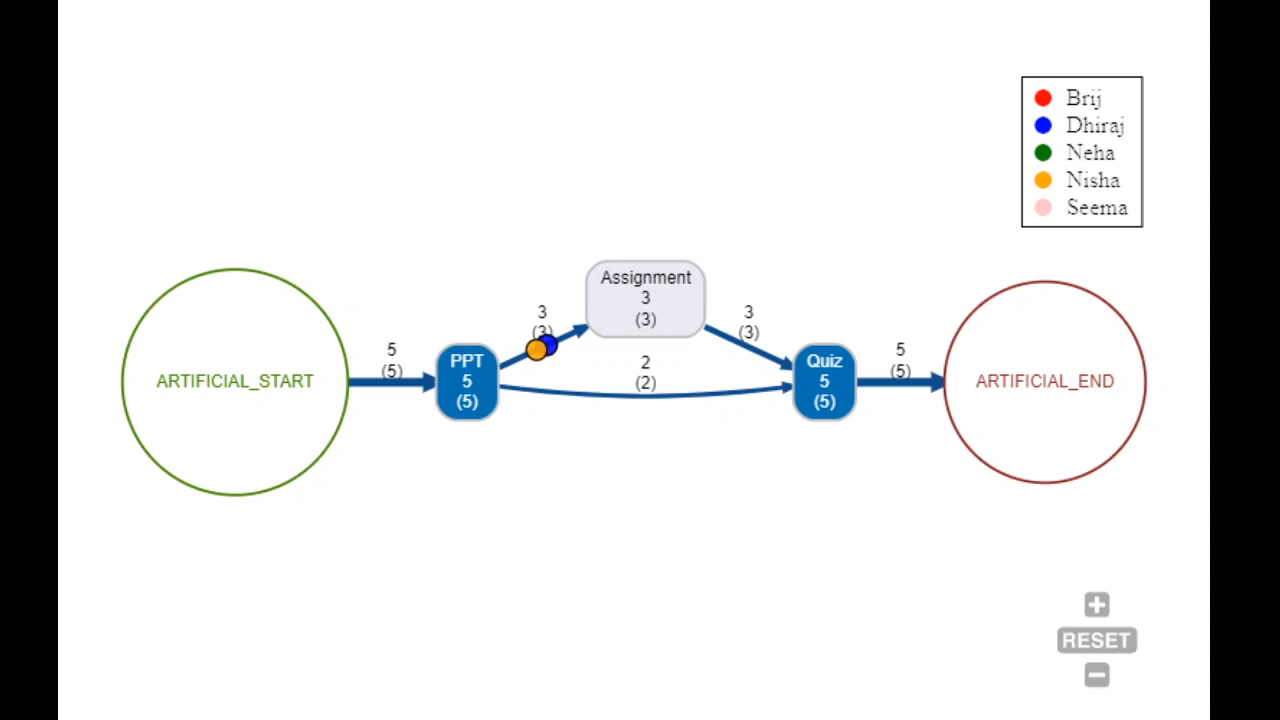 Brij
Dhiraj
Neha
Nisha
Seema
ARTIFICIAL_START
5
(5)
PPT
5
(5)
3
(3)
Assignment
3
(3)
2
(2)
3
(3)
Quiz
5
(5)
5
(5)
ARTIFICIAL_END
+
RESET
−